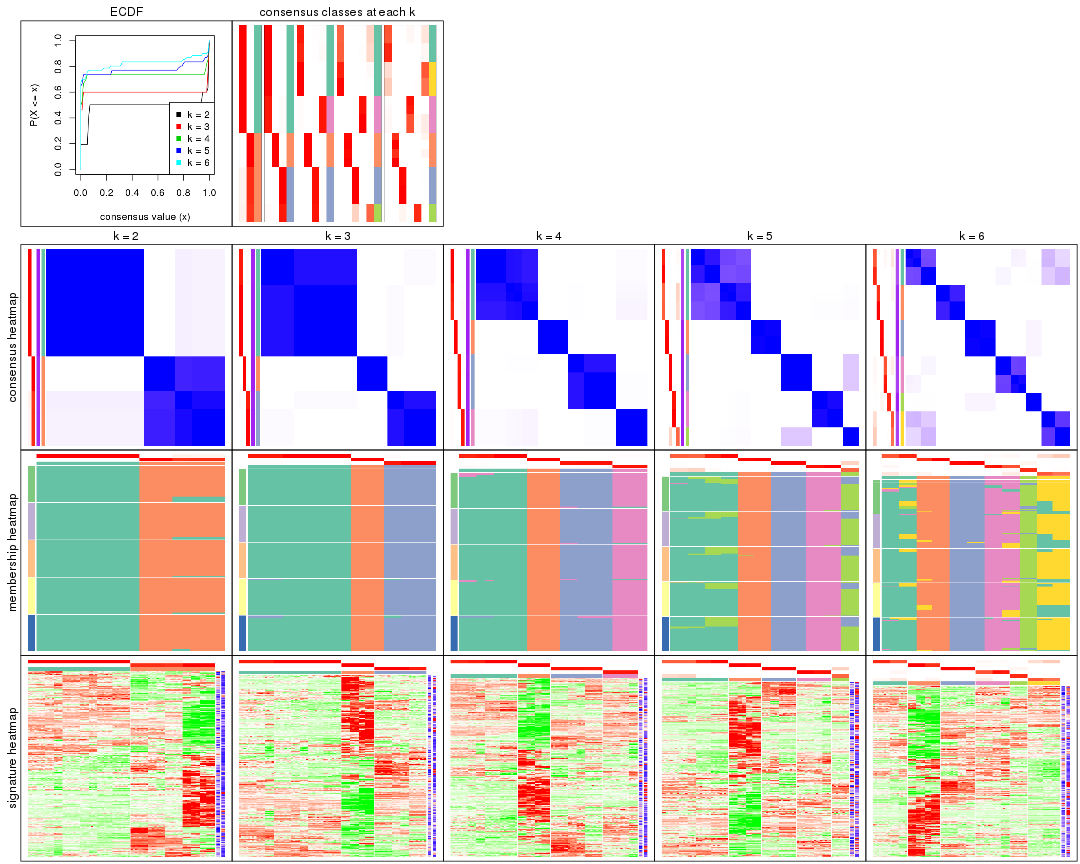 ECDF
consensus classes at each k
P(X <= x)
0.0 0.2 0.4 0.6 0.8 1.0
k = 2
k = 3
k = 4
k = 5
k = 6
0.0 0.2 0.4 0.6 0.8 1.0
consensus value (x)
k = 2 k = 3 k = 4 k = 5 k = 6
consensus heatmap
membership heatmap
signature heatmap